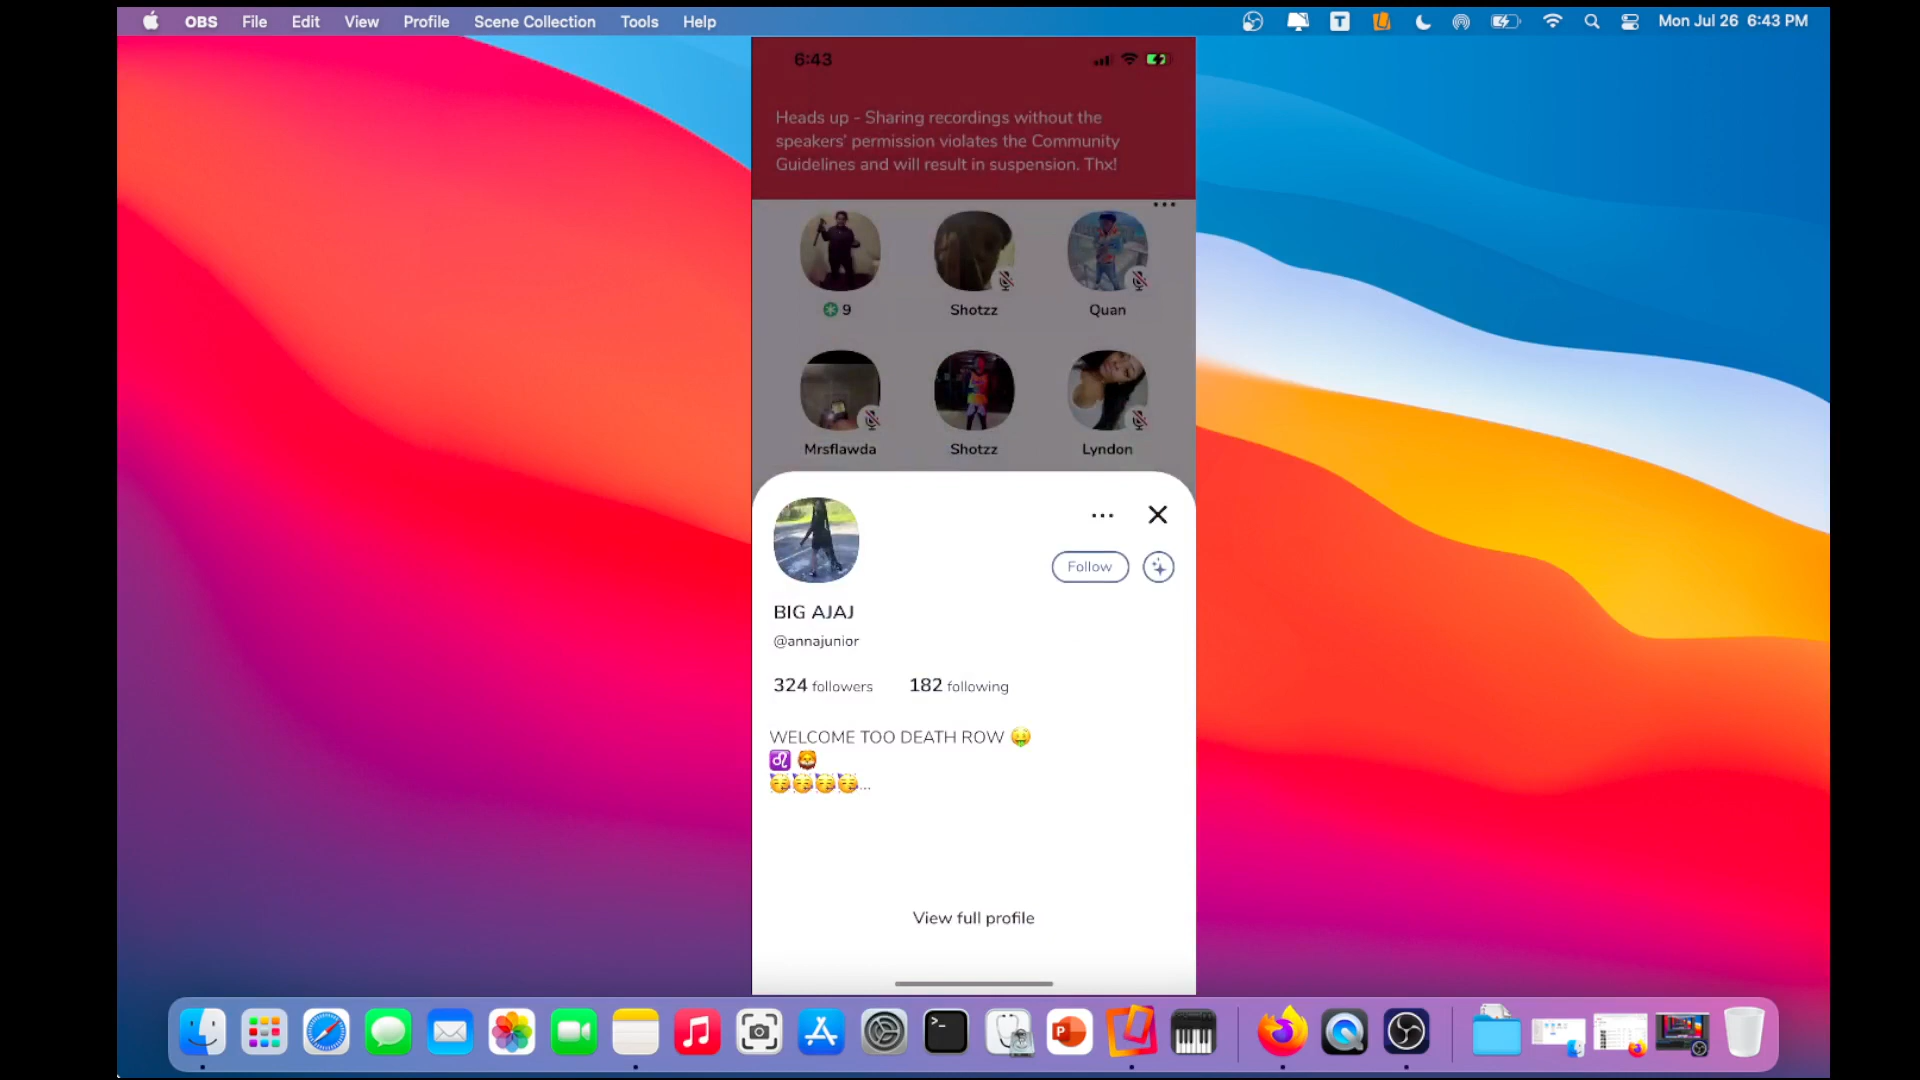 OBS File Edit View Profile Scene Collection Tools Help Mon Jul 26 6:43 PM
6:43
Heads up - Sharing recordings without the
speakers' permission violates the Community
Guidelines and will result in suspension. Thx!
9 Shotzz Quan
Mrsflawda Shotzz Lyndon
Follow
BIG AJAJ
@annajunior
324 followers 182 following
WELCOME TOO DEATH ROW 🤑
♌ 🦁
🥳🥳🥳🥳...
View full profile